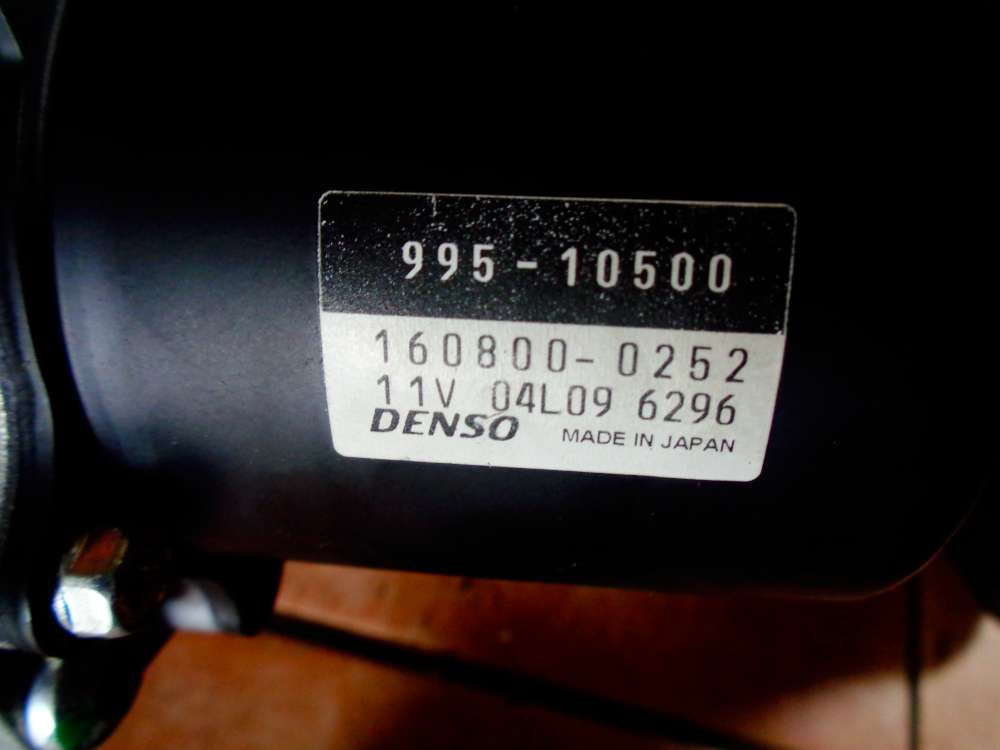 995-10500
160800-0252
11V 04L09 6296
DENSO MADE IN JAPAN